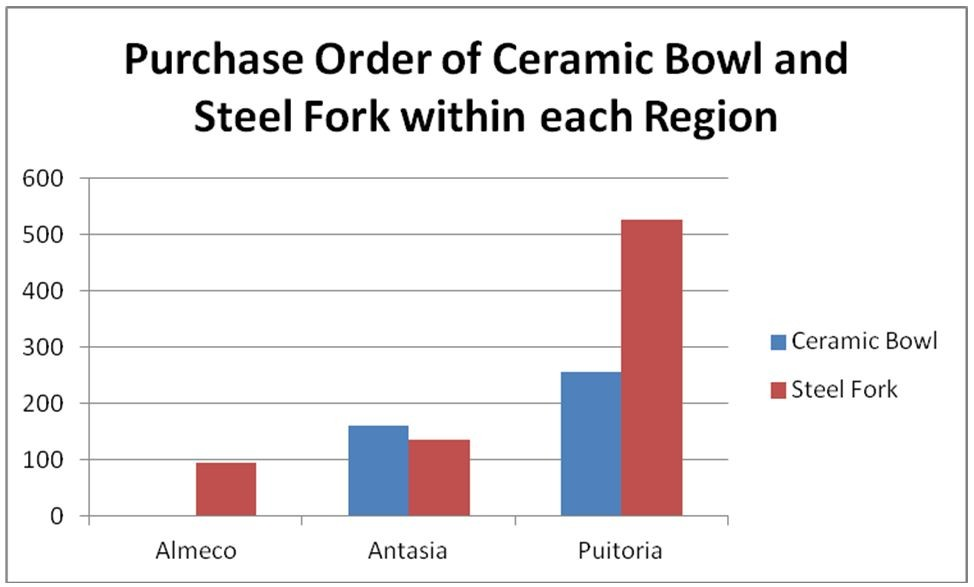 Purchase Order of Ceramic Bowl and
Steel Fork within each Region
600
500
400
300
200
100
0
Almeco
Antasia
Puitoria
Ceramic Bowl
Steel Fork